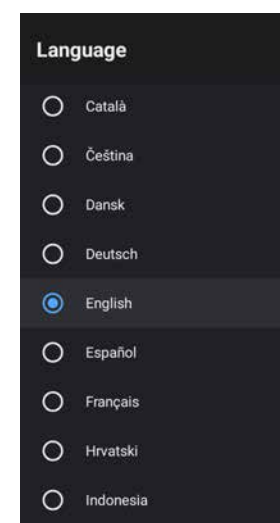 Language
Català
Čeština
Dansk
Deutsch
English
Español
Français
Hrvatski
Indonesia